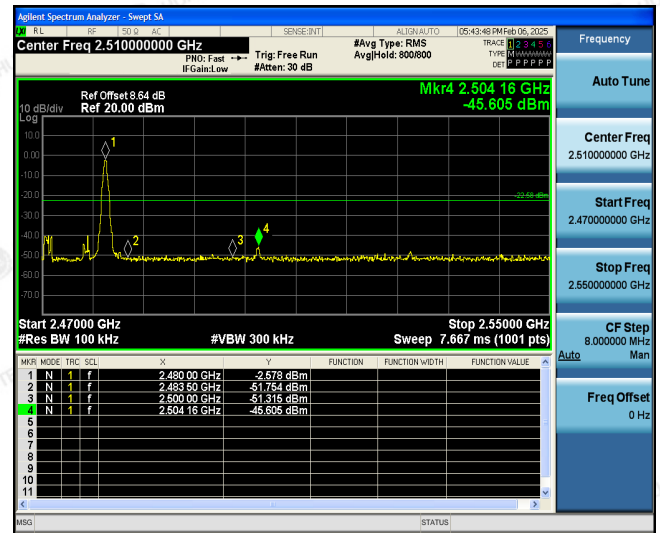 Agilent Spectrum Analyzer - Swept SA
LXI RL RF 50 Ω AC SENSE:INT ALIGN AUTO 05:43:48 PM Feb 06, 2025
Center Freq 2.510000000 GHz
PNO: Fast
IFGain:Low
Trig: Free Run
#Atten: 30 dB
#Avg Type: RMS
Avg|Hold: 800/800
TRACE 1 2 3 4 5 6
TYPE
DET P P P P P P
Ref Offset 8.64 dB
10 dB/div Ref 20.00 dBm
Log
Mkr4 2.504 16 GHz
-45.605 dBm
10.0
0.00
-10.0
-20.0
-30.0
-40.0
-50.0
-60.0
-70.0
1
2
3
4
-22.58 dBm
Start 2.47000 GHz Stop 2.55000 GHz
#Res BW 100 kHz #VBW 300 kHz Sweep 7.667 ms (1001 pts)
MKR MODE TRC SCL X Y FUNCTION FUNCTION WIDTH FUNCTION VALUE
1 N 1 f 2.480 00 GHz -2.578 dBm
2 N 1 f 2.483 50 GHz -51.754 dBm
3 N 1 f 2.500 00 GHz -51.315 dBm
4 N 1 f 2.504 16 GHz -45.605 dBm
5
6
7
8
9
10
11
MSG STATUS
Frequency
Auto Tune
Center Freq
2.510000000 GHz
Start Freq
2.470000000 GHz
Stop Freq
2.550000000 GHz
CF Step
8.000000 MHz
Auto Man
Freq Offset
0 Hz